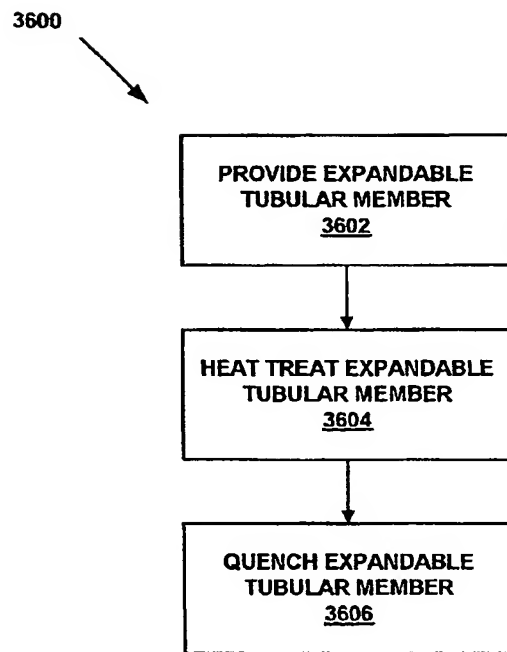 3600
PROVIDE EXPANDABLE
TUBULAR MEMBER
3602
HEAT TREAT EXPANDABLE
TUBULAR MEMBER
3604
QUENCH EXPANDABLE
TUBULAR MEMBER
3606